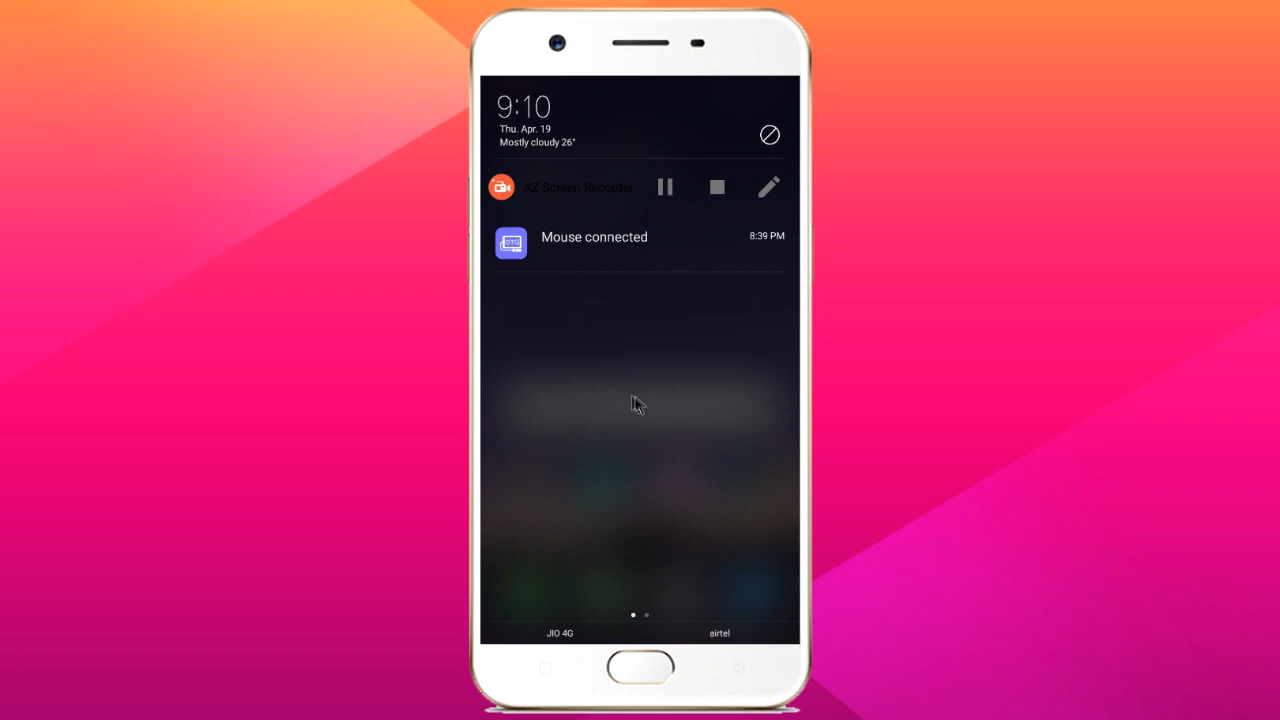 9:10
Thu. Apr. 19
Mostly cloudy 26°
AZ Screen Recorder
OTG
Mouse connected
8:39 PM
JIO 4G
airtel